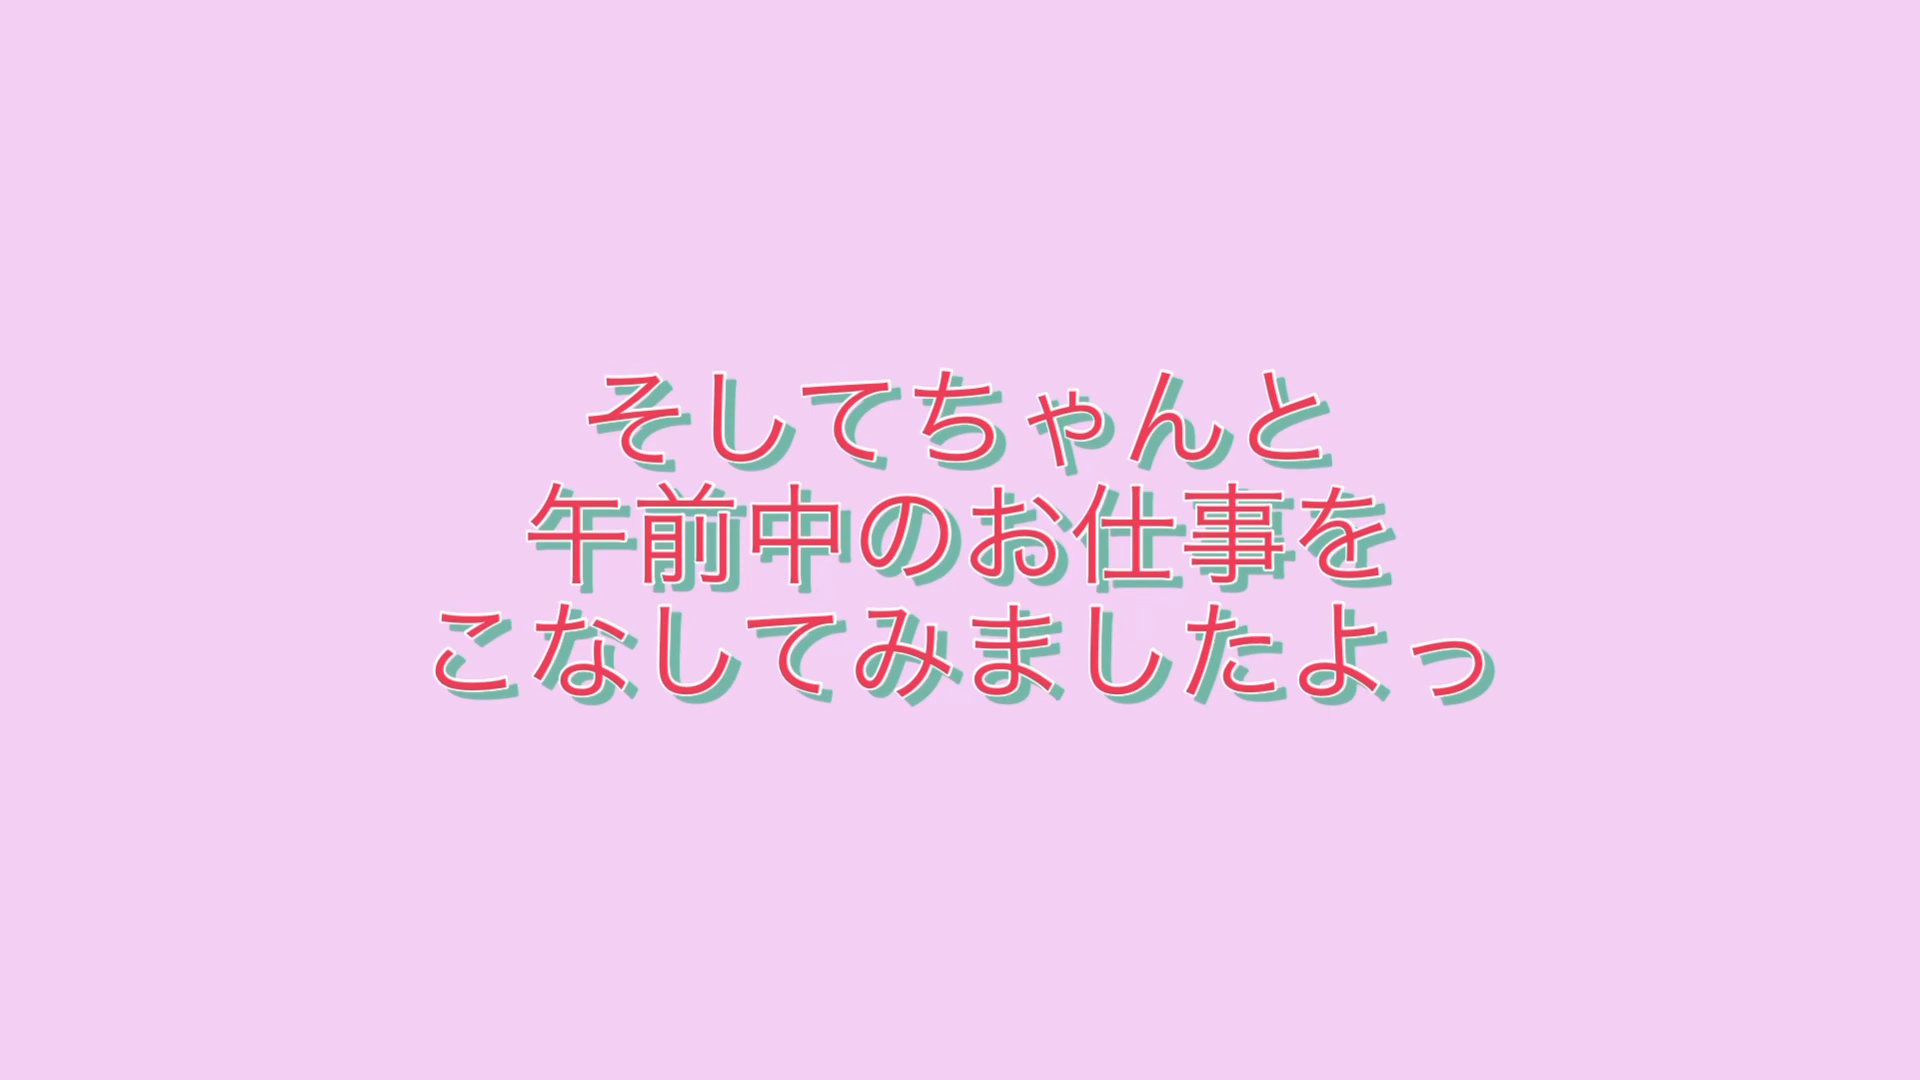 そしてちゃんと
午前中のお仕事を
こなしてみましたよっ